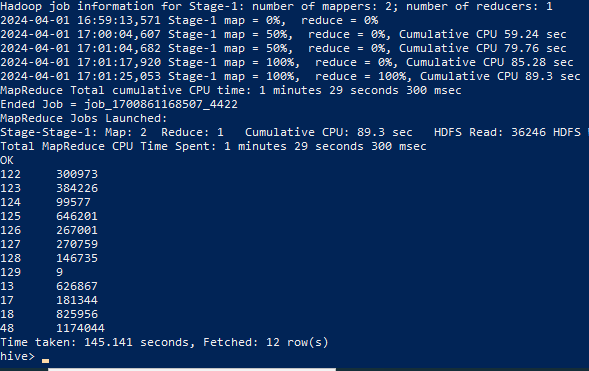 Hadoop job information for Stage-1: number of mappers: 2; number of reducers: 1
2024-04-01 16:59:13,571 Stage-1 map = 0%,  reduce = 0%
2024-04-01 17:00:04,607 Stage-1 map = 50%,  reduce = 0%, Cumulative CPU 59.24 sec
2024-04-01 17:01:04,682 Stage-1 map = 50%,  reduce = 0%, Cumulative CPU 79.76 sec
2024-04-01 17:01:17,920 Stage-1 map = 100%,  reduce = 0%, Cumulative CPU 85.28 sec
2024-04-01 17:01:25,053 Stage-1 map = 100%,  reduce = 100%, Cumulative CPU 89.3 sec
MapReduce Total cumulative CPU time: 1 minutes 29 seconds 300 msec
Ended Job = job_1700861168507_4422
MapReduce Jobs Launched:
Stage-Stage-1: Map: 2  Reduce: 1   Cumulative CPU: 89.3 sec   HDFS Read: 36246 HDFS
Total MapReduce CPU Time Spent: 1 minutes 29 seconds 300 msec
OK
122     300973
123     384226
124     99577
125     646201
126     267001
127     270759
128     146735
129     9
13      626867
17      181344
18      825956
48      1174044
Time taken: 145.141 seconds, Fetched: 12 row(s)
hive>